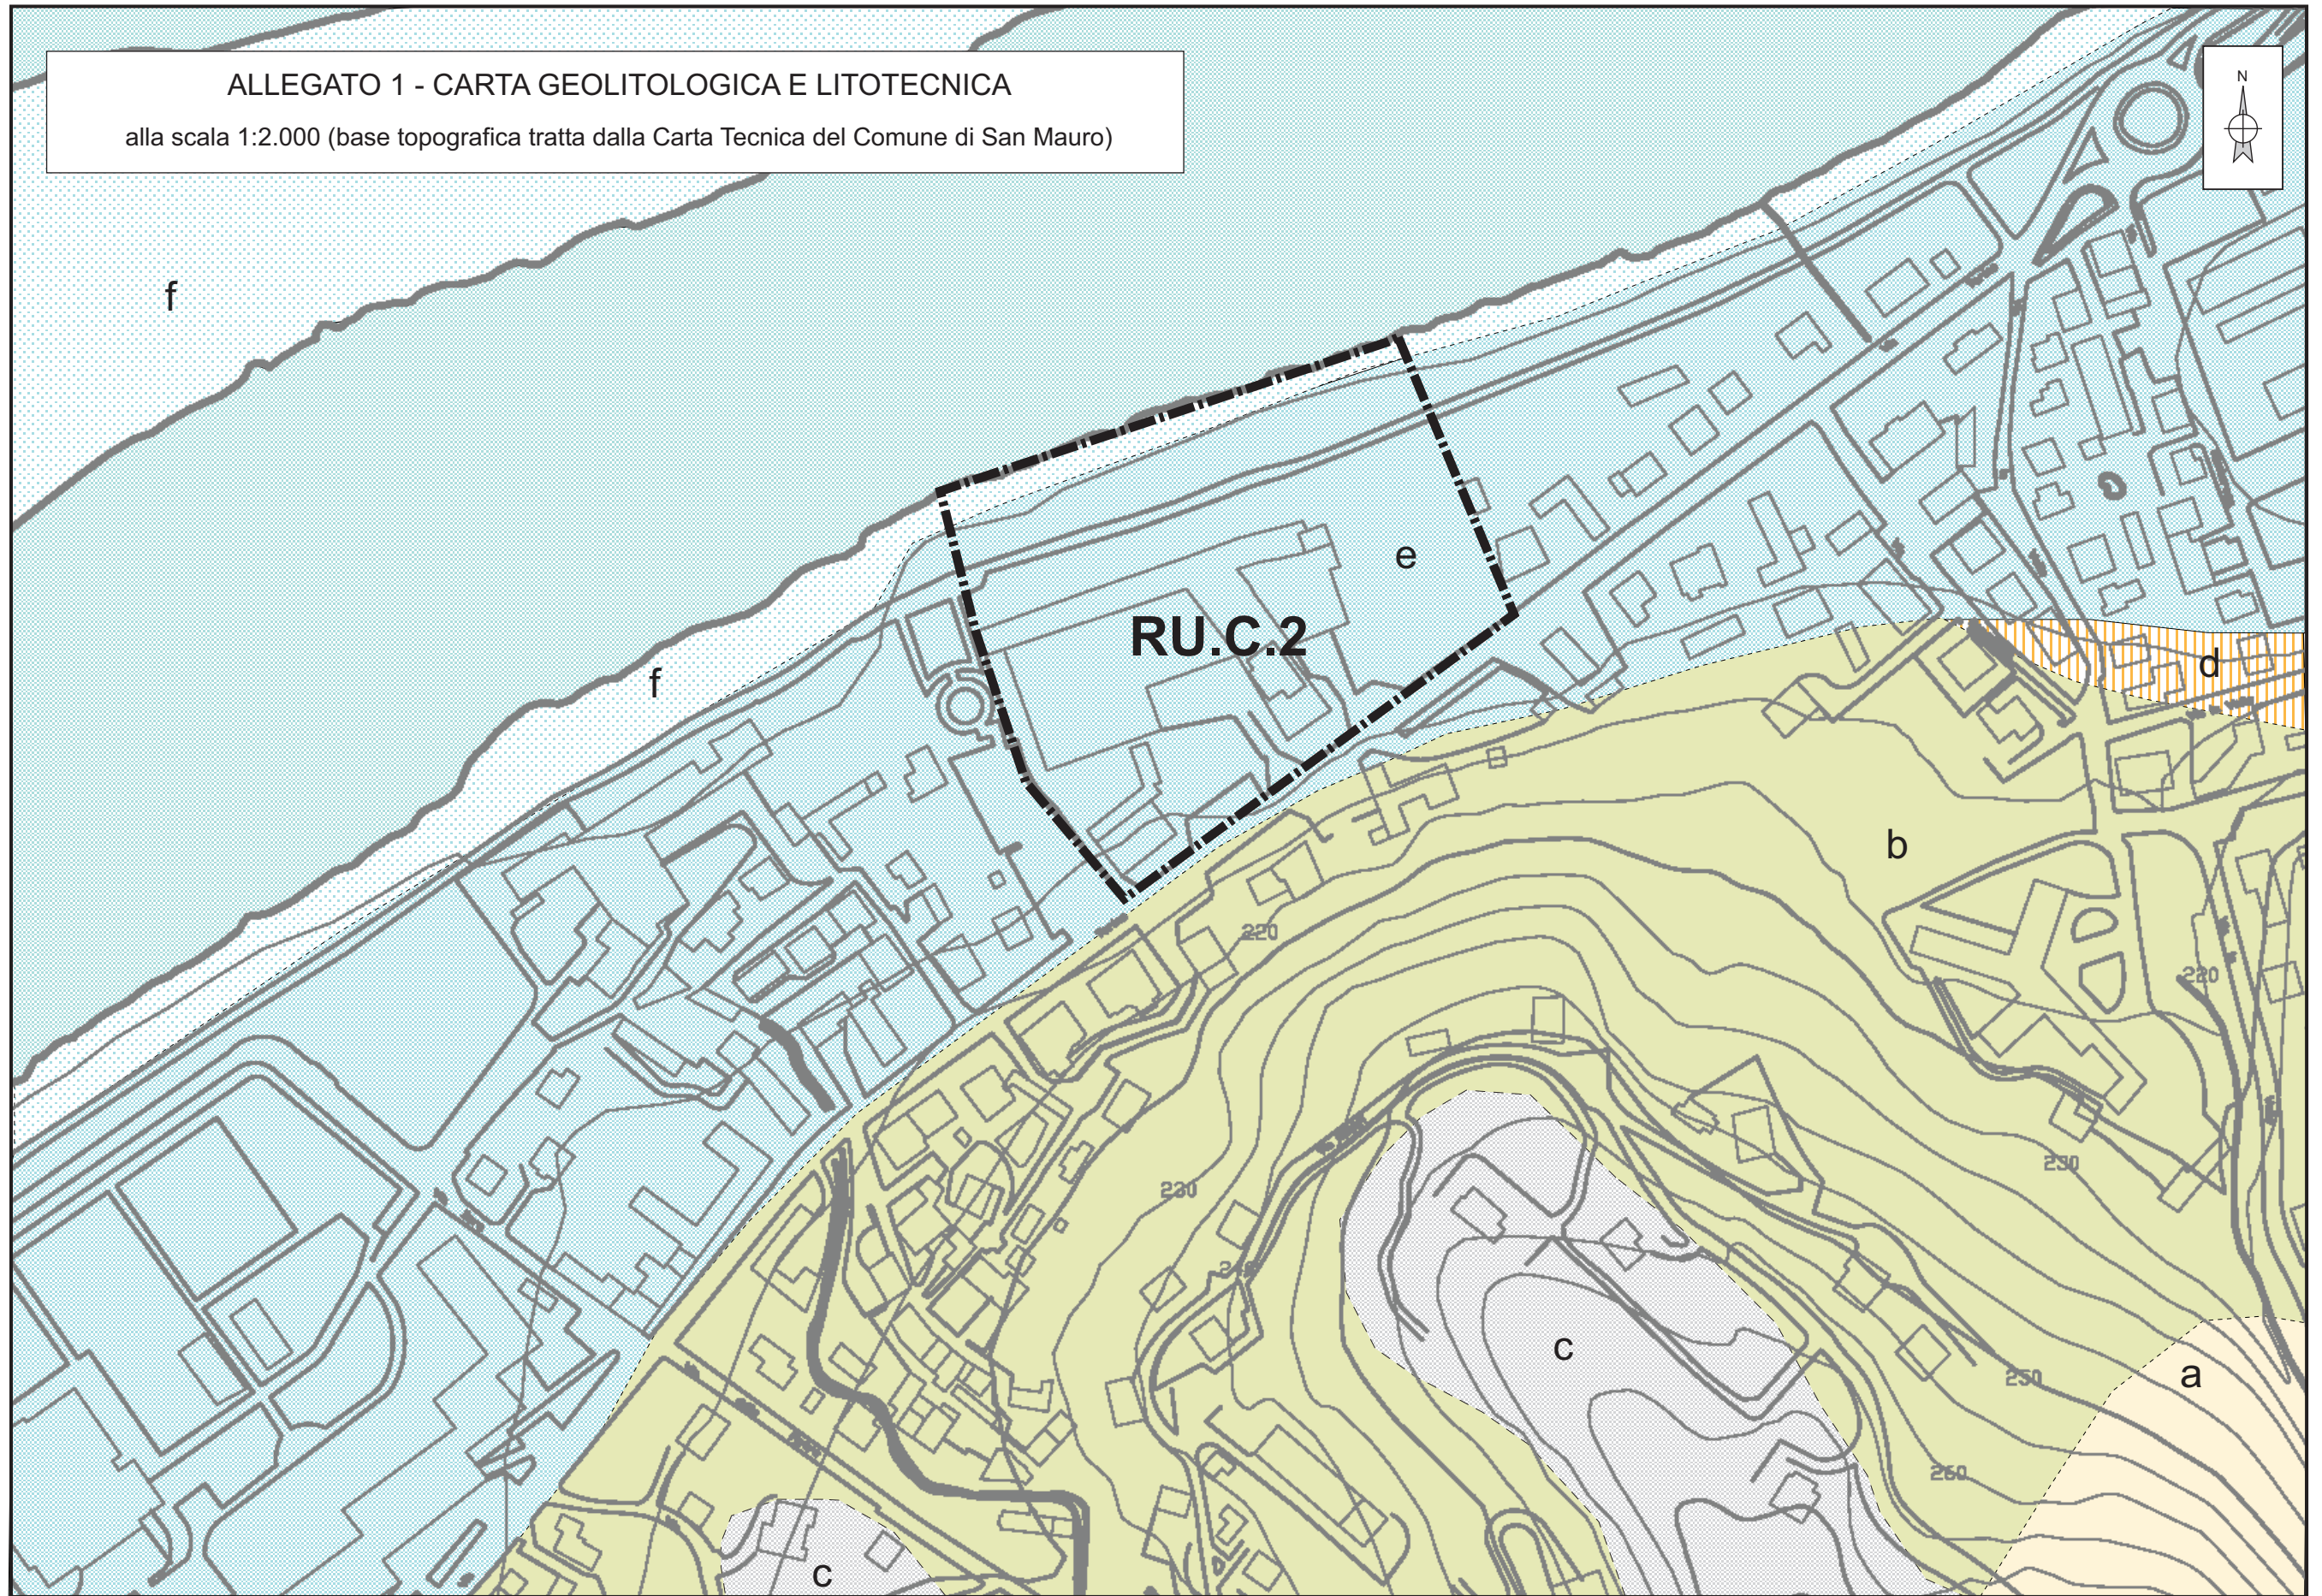 ALLEGATO 1 - CARTA GEOLITOLOGICA E LITOTECNICA
alla scala 1:2.000 (base topografica tratta dalla Carta Tecnica del Comune di San Mauro)
N
f
e
RU.C.2
f
d
b
220
220
230
230
c
250
a
260
c